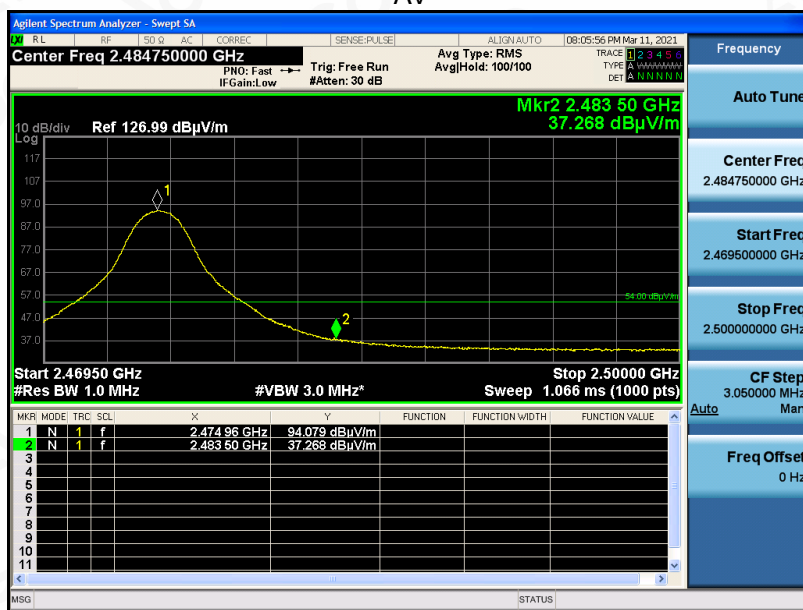 AV
Agilent Spectrum Analyzer - Swept SA
LXI RL RF 50 Ω AC CORREC SENSE:PULSE ALIGN AUTO 08:05:56 PM Mar 11, 2021
Center Freq 2.484750000 GHz
PNO: Fast
IFGain:Low
Trig: Free Run
#Atten: 30 dB
Avg Type: RMS
Avg|Hold: 100/100
TRACE 1 2 3 4 5 6
TYPE A WWWWW
DET A N N N N N
Mkr2 2.483 50 GHz
37.268 dBµV/m
10 dB/div Ref 126.99 dBµV/m
Log
117
107
97.0
87.0
77.0
67.0
57.0
47.0
37.0
1
2
54.00 dBµV/m
Start 2.46950 GHz Stop 2.50000 GHz
#Res BW 1.0 MHz #VBW 3.0 MHz* Sweep 1.066 ms (1000 pts)
MKR MODE TRC SCL X Y FUNCTION FUNCTION WIDTH FUNCTION VALUE
1 N 1 f 2.474 96 GHz 94.079 dBµV/m
2 N 1 f 2.483 50 GHz 37.268 dBµV/m
3
4
5
6
7
8
9
10
11
MSG STATUS
Frequency
Auto Tune
Center Freq
2.484750000 GHz
Start Freq
2.469500000 GHz
Stop Freq
2.500000000 GHz
CF Step
3.050000 MHz
Auto Man
Freq Offset
0 Hz